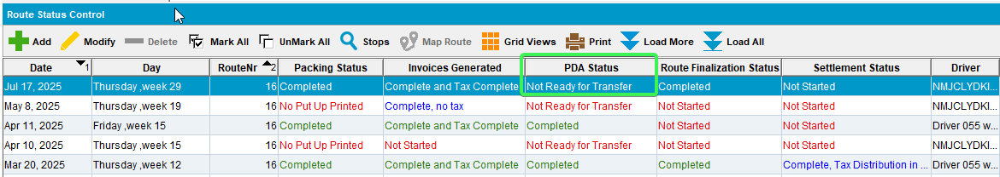 Route Status Control
Add Modify Delete Mark All UnMark All Stops Map Route Grid Views Print Load More Load All
Date 1 Day RouteNr 2 Packing Status Invoices Generated PDA Status Route Finalization Status Settlement Status Driver
Jul 17, 2025 Thursday ,week 29 16 Completed Complete and Tax Complete Not Ready for Transfer Completed Not Started NMJCLYDKI...
May 8, 2025 Thursday ,week 19 16 No Put Up Printed Complete, no tax Not Ready for Transfer Not Started Not Started NMJCLYDKI...
Apr 11, 2025 Friday ,week 15 16 Completed Complete and Tax Complete Completed Not Started Not Started Driver 055 w...
Apr 10, 2025 Thursday ,week 15 16 No Put Up Printed Not Started Not Ready for Transfer Not Started Not Started NMJCLYDKI...
Mar 20, 2025 Thursday ,week 12 16 Completed Complete and Tax Complete Completed Completed Complete, Tax Distribution in ... Driver 055 w...